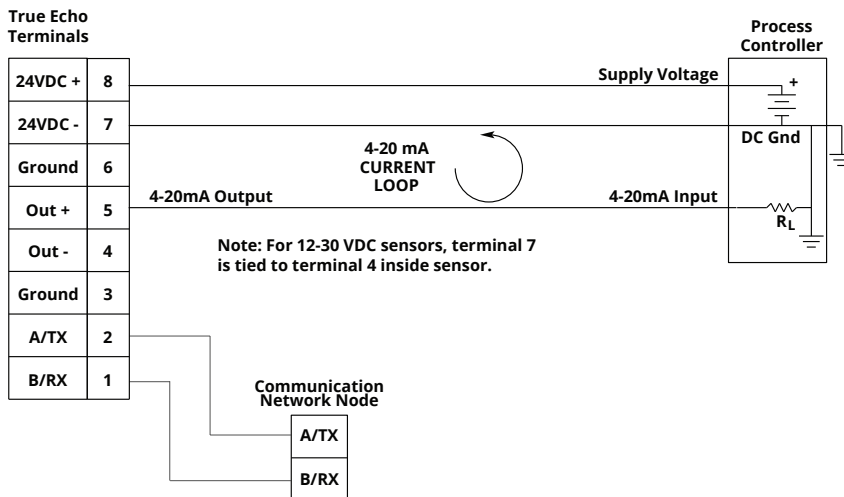 True Echo
Terminals
Process
Controller
24VDC + 8
Supply Voltage
+
24VDC - 7
DC Gnd
Ground 6
4-20 mA
CURRENT
LOOP
Out + 5
4-20mA Output
4-20mA Input
RL
Out - 4
Note: For 12-30 VDC sensors, terminal 7
is tied to terminal 4 inside sensor.
Ground 3
A/TX 2
B/RX 1
Communication
Network Node
A/TX
B/RX